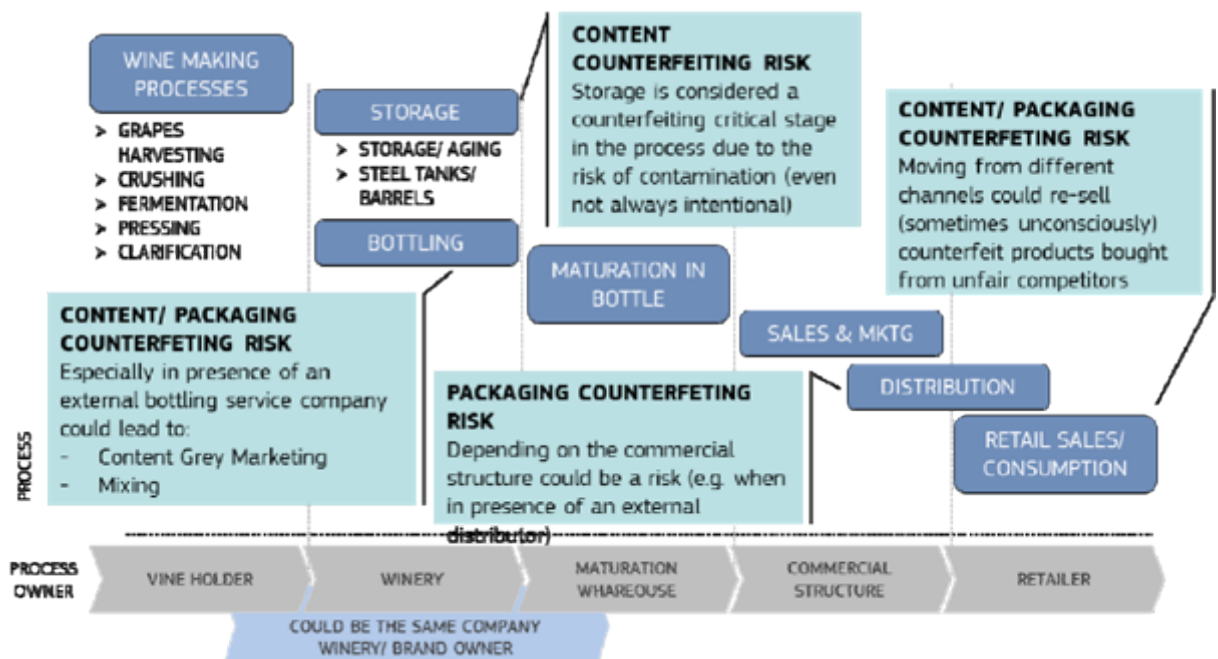 WINE MAKING
PROCESSES
➤ GRAPES
HARVESTING
➤ CRUSHING
➤ FERMENTATION
➤ PRESSING
➤ CLARIFICATION
STORAGE
➤ STORAGE/ AGING
➤ STEEL TANKS/
BARRELS
BOTTLING
CONTENT
COUNTERFEITING RISK
Storage is considered a
counterfeiting critical stage
in the process due to the
risk of contamination (even
not always intentional)
CONTENT/ PACKAGING
COUNTERFETING RISK
Moving from different
channels could re-sell
(sometimes unconsciously)
counterfeit products bought
from unfair competitors
MATURATION IN
BOTTLE
CONTENT/ PACKAGING
COUNTERFETING RISK
Especially in presence of an
external bottling service company
could lead to:
- Content Grey Marketing
- Mixing
SALES & MKTG
DISTRIBUTION
RETAIL SALES/
CONSUMPTION
PACKAGING COUNTERFETING
RISK
Depending on the commercial
structure could be a risk (e.g. when
in presence of an external
distributor)
PROCESS
PROCESS
OWNER
VINE HOLDER
WINERY
MATURATION
WHAREOUSE
COMMERCIAL
STRUCTURE
RETAILER
COULD BE THE SAME COMPANY
WINERY/ BRAND OWNER